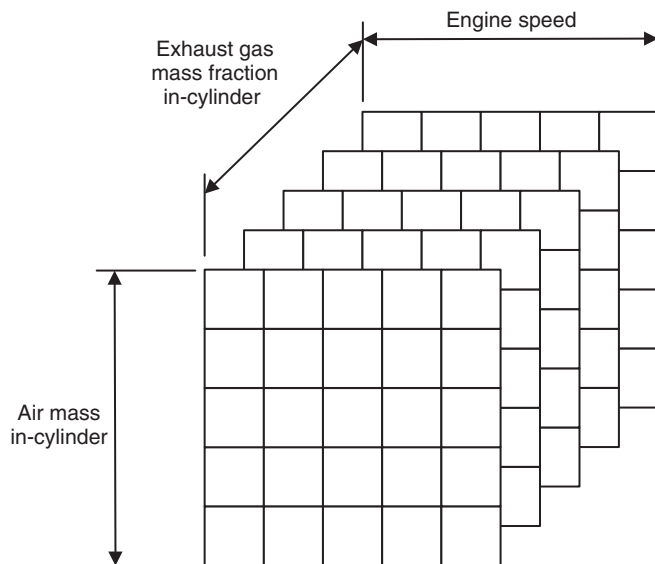 Engine speed
Exhaust gas
mass fraction
in-cylinder
Air mass
in-cylinder